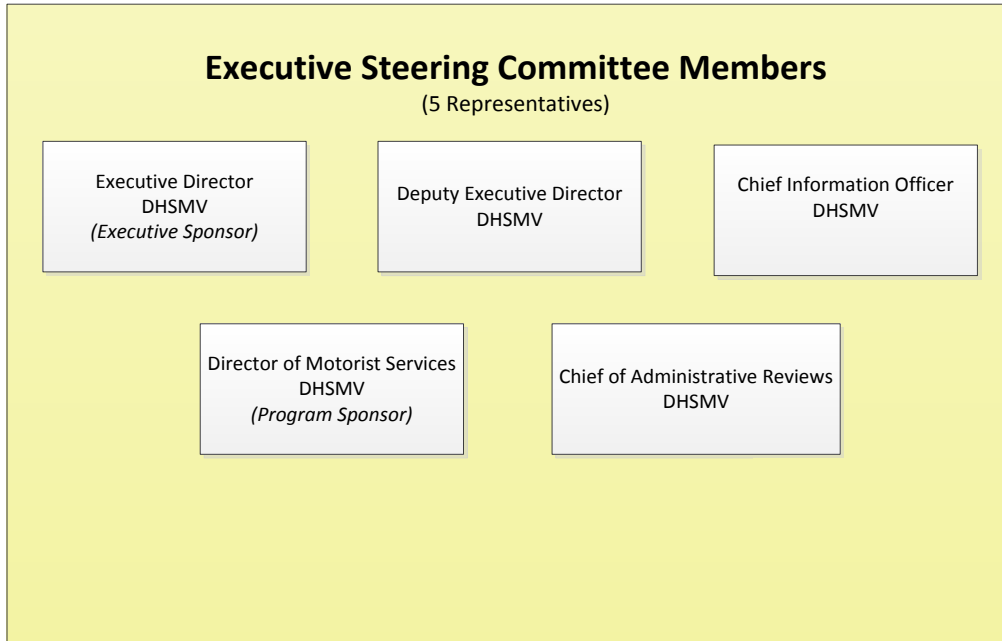 Executive Steering Committee Members
(5 Representatives)
Executive Director
DHSMV
(Executive Sponsor)
Deputy Executive Director
DHSMV
Chief Information Officer
DHSMV
Director of Motorist Services
DHSMV
(Program Sponsor)
Chief of Administrative Reviews
DHSMV